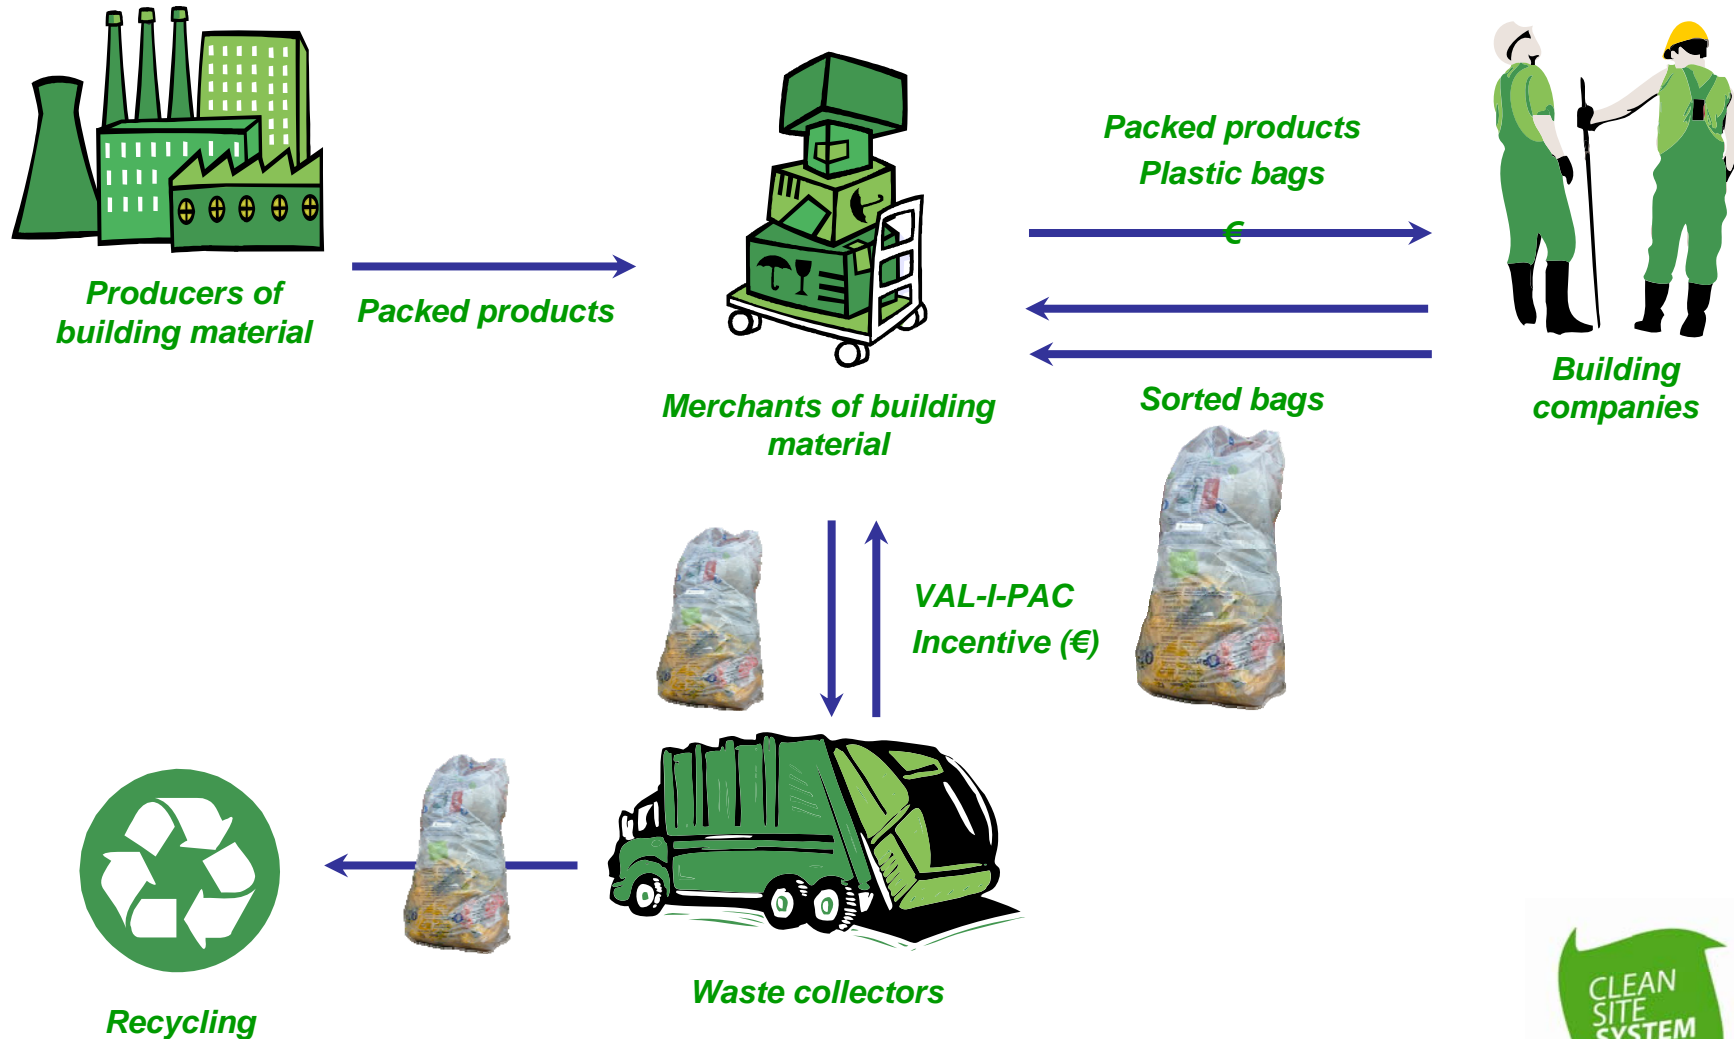 Packed products
Plastic bags
€
Producers of
building material
Packed products
Merchants of building
material
Sorted bags
Building
companies
VAL-I-PAC
Incentive (€)
Waste collectors
Recycling
CLEAN
SITE
SYSTEM